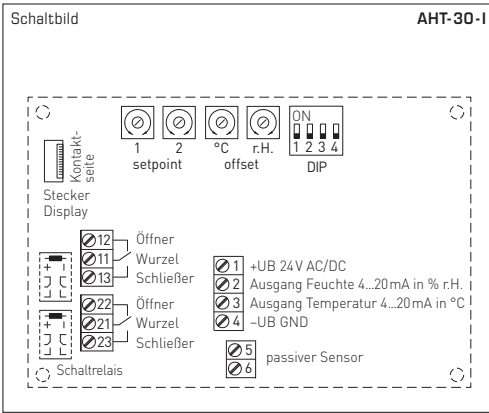 Schaltbild AHT-30-I
ON
1 2 °C r.H. 1 2 3 4
setpoint offset DIP
Kontakt-
seite
Stecker
Display
12 Öffner
11 Wurzel
13 Schließer
22 Öffner
21 Wurzel
23 Schließer
Schaltrelais
+ -
+ -
1 +UB 24V AC/DC
2 Ausgang Feuchte 4...20mA in % r.H.
3 Ausgang Temperatur 4...20mA in °C
4 -UB GND
5 passiver Sensor
6